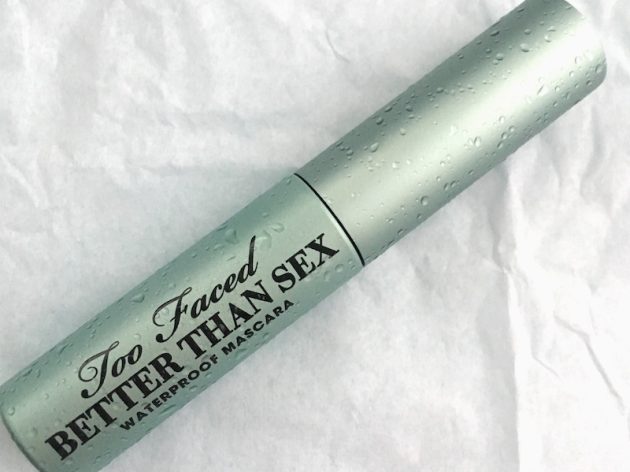 Too Faced
BETTER THAN SEX
WATERPROOF MASCARA